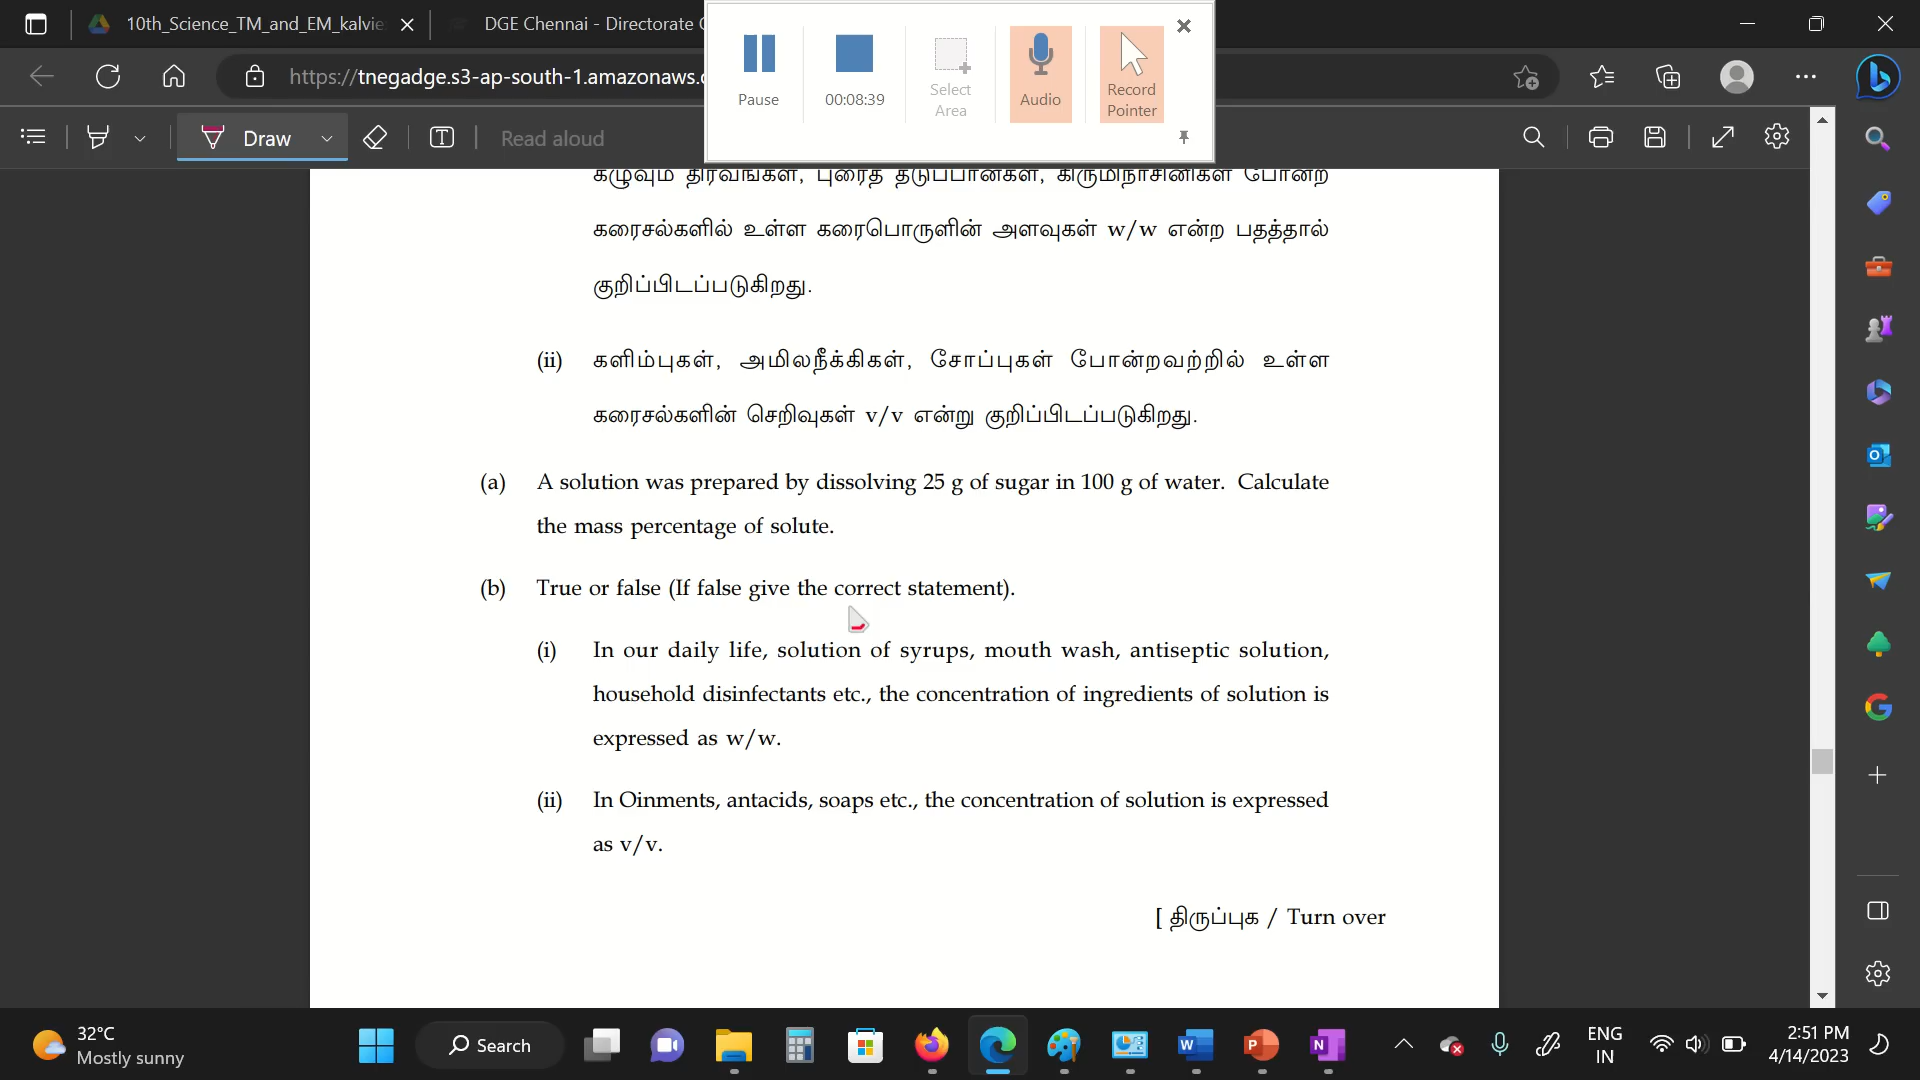 10th_Science_TM_and_EM_kalvie
DGE Chennai - Directorate
https://tnegadge.s3-ap-south-1.amazonaws.
Pause
00:08:39
Select
Area
Audio
Record
Pointer
Draw
Read aloud
கழுவும் திரவங்கள், புரைத் தடுப்பான்கள், கிருமிநாசினிகள் போன்ற
கரைசல்களில் உள்ள கரைபொருளின் அளவுகள் w/w என்ற பதத்தால்
குறிப்பிடப்படுகிறது.
(ii) களிம்புகள், அமிலநீக்கிகள், சோப்புகள் போன்றவற்றில் உள்ள
கரைசல்களின் செறிவுகள் v/v என்று குறிப்பிடப்படுகிறது.
(a) A solution was prepared by dissolving 25 g of sugar in 100 g of water. Calculate
the mass percentage of solute.
(b) True or false (If false give the correct statement).
(i) In our daily life, solution of syrups, mouth wash, antiseptic solution,
household disinfectants etc., the concentration of ingredients of solution is
expressed as w/w.
(ii) In Oinments, antacids, soaps etc., the concentration of solution is expressed
as v/v.
[ திருப்புக / Turn over
32°C
Mostly sunny
Search
ENG
IN
2:51 PM
4/14/2023